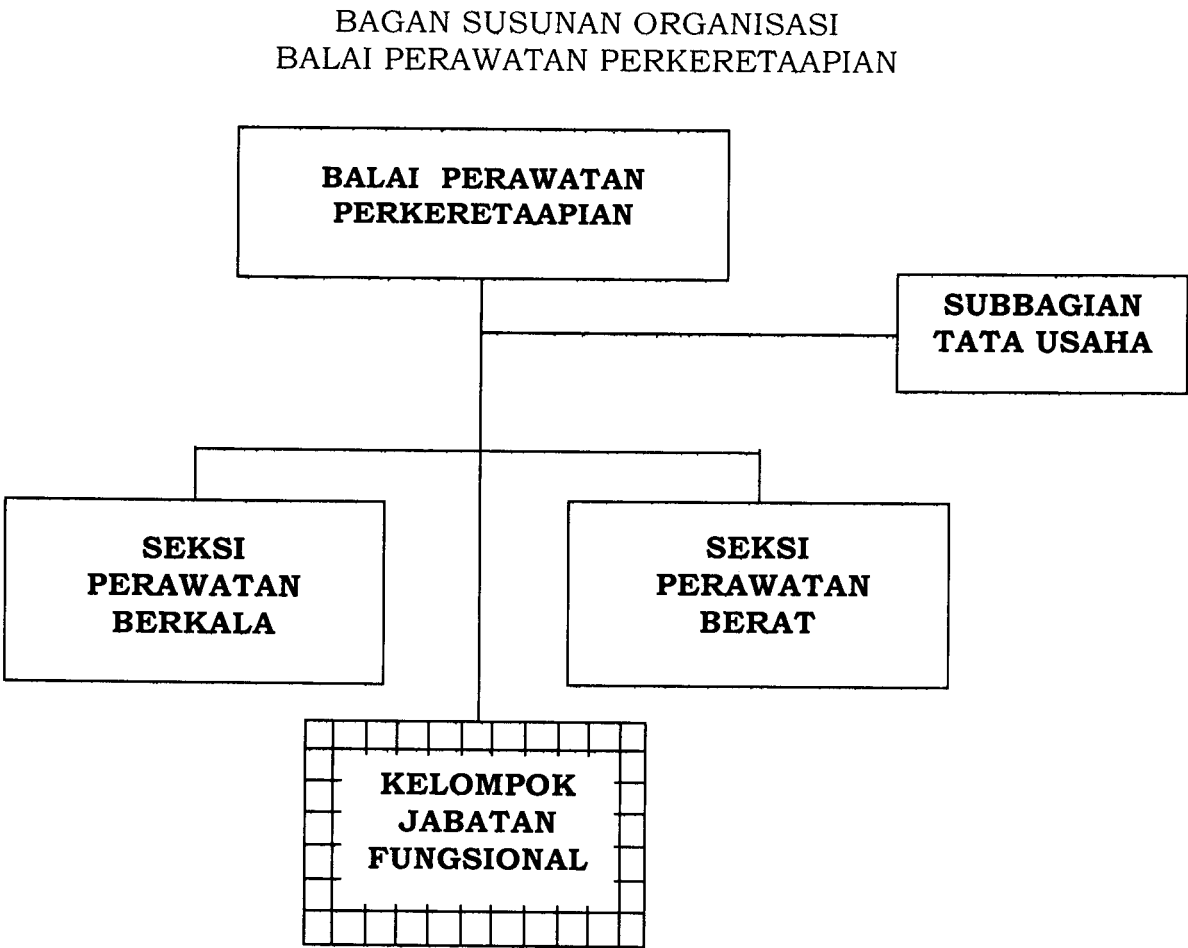 BAGAN SUSUNAN ORGANISASI
BALAI PERAWATAN PERKERETAAPIAN
BALAI PERAWATAN
PERKERETAAPIAN
SUBBAGIAN
TATA USAHA
SEKSI
PERAWATAN
BERKALA
SEKSI
PERAWATAN
BERAT
KELOMPOK
JABATAN
FUNGSIONAL